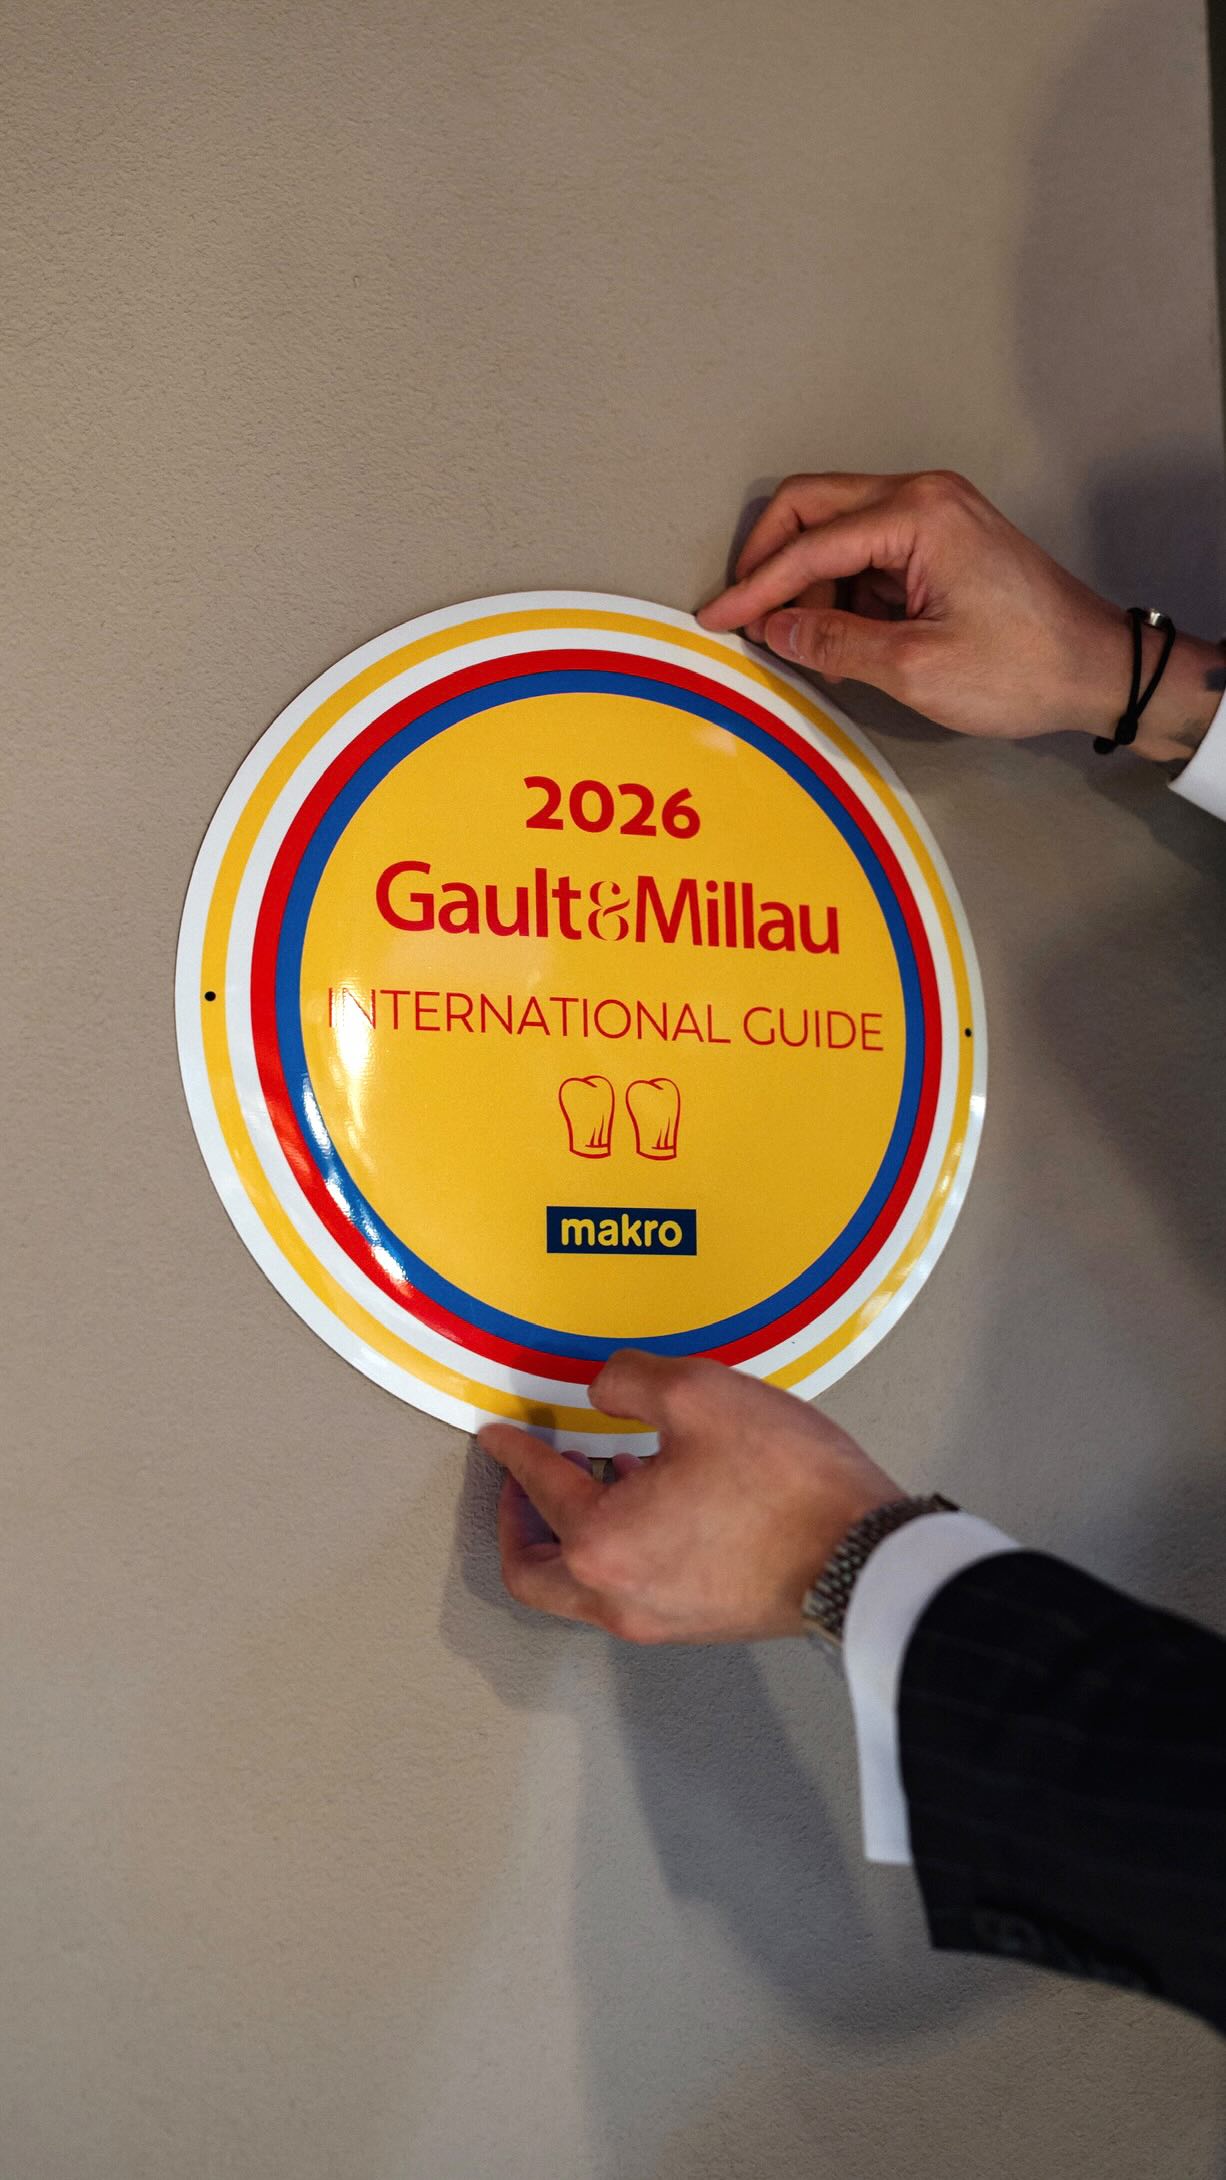 2026
Gault&Millau
INTERNATIONAL GUIDE
makro